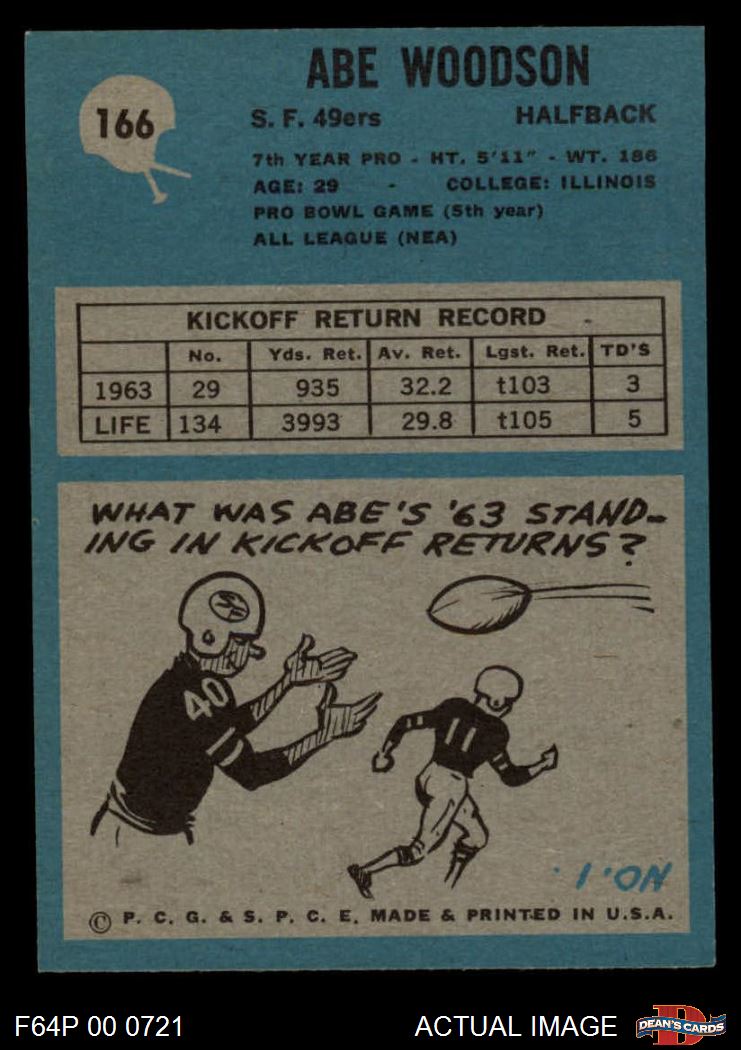 ABE WOODSON
166
S. F. 49ers HALFBACK
7th YEAR PRO - HT. 5'11" - WT. 186
AGE: 29 - COLLEGE: ILLINOIS
PRO BOWL GAME (5th year)
ALL LEAGUE (NEA)
KICKOFF RETURN RECORD
No. Yds. Ret. Av. Ret. Lgst. Ret. TD'S
1963 29 935 32.2 t103 3
LIFE 134 3993 29.8 t105 5
WHAT WAS ABE'S '63 STAND-
ING IN KICKOFF RETURNS?
SF
40
11
NO. 1
© P. C. G. & S. P. C. E. MADE & PRINTED IN U.S.A.
F64P 00 0721 ACTUAL IMAGE D DEAN'S CARDS